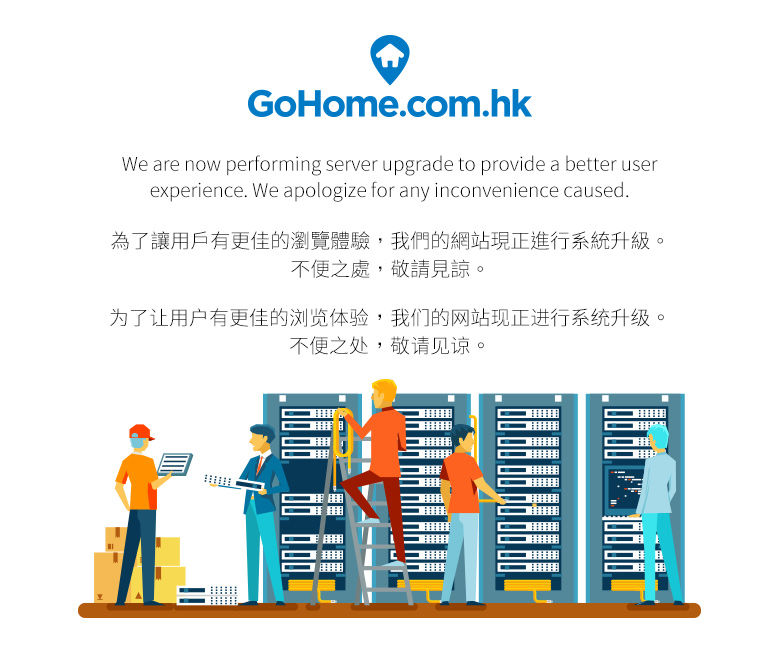 GoHome.com.hk
We are now performing server upgrade to provide a better user
experience. We apologize for any inconvenience caused.
為了讓用戶有更佳的瀏覽體驗，我們的網站現正進行系統升級。
不便之處，敬請見諒。
为了让用户有更佳的浏览体验，我们的网站现正进行系统升级。
不便之处，敬请见谅。